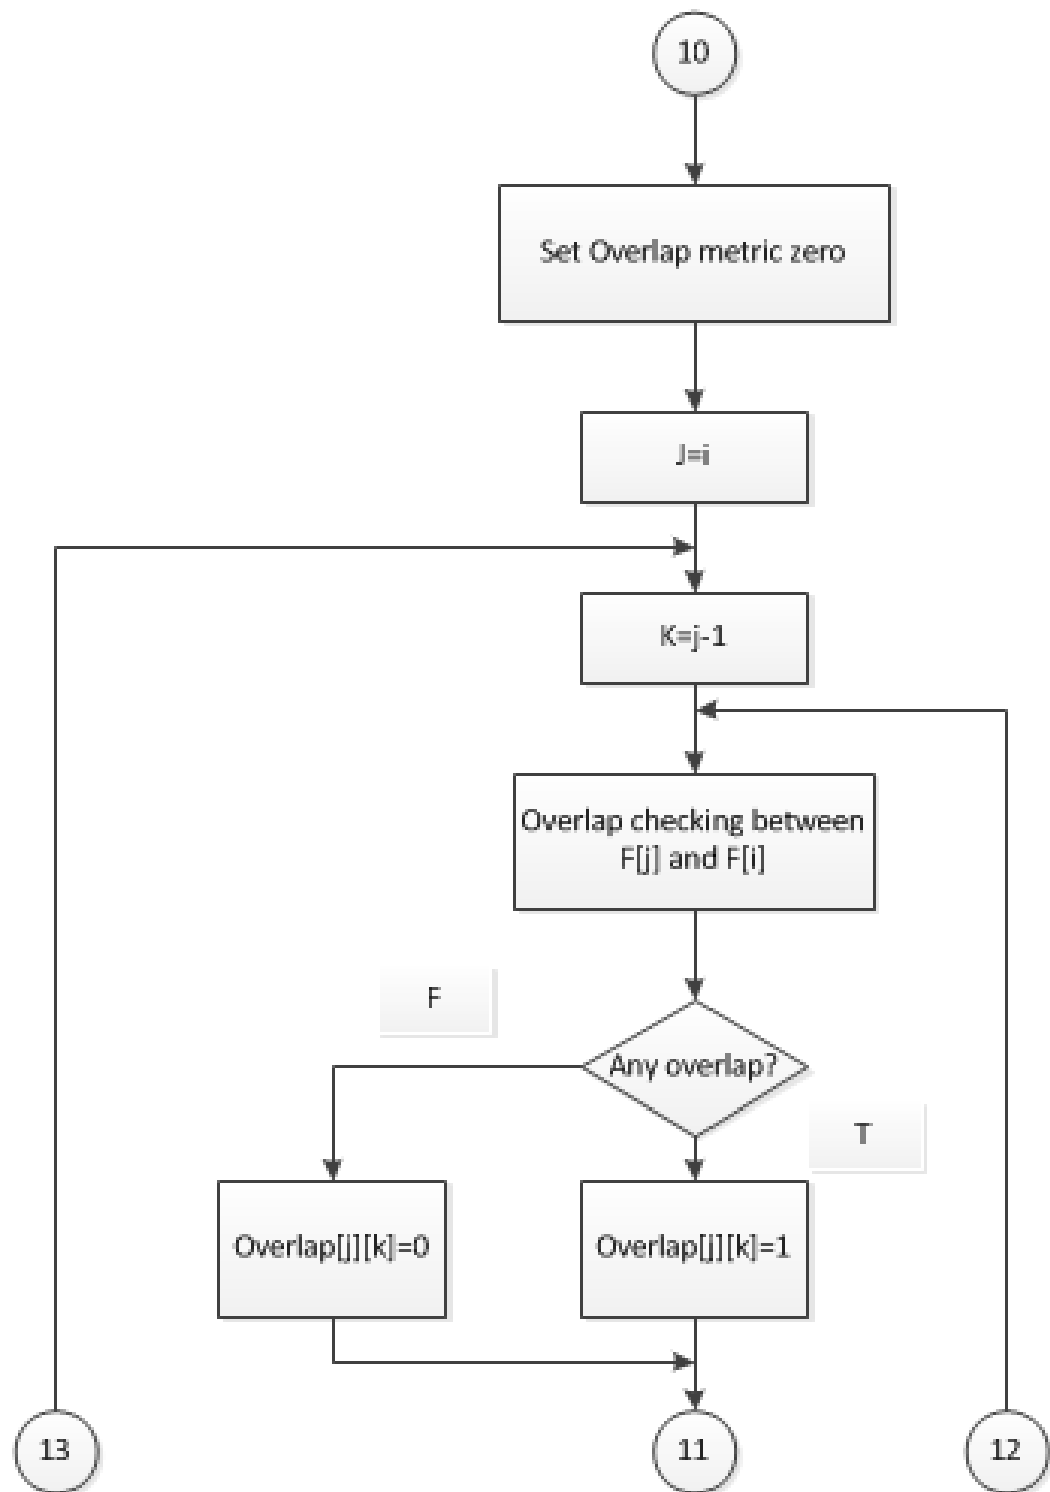 10
Set Overlap metric zero
J=i
K=j-1
Overlap checking between
F[j] and F[i]
F
Any overlap?
T
Overlap[j][k]=0
Overlap[j][k]=1
13
11
12